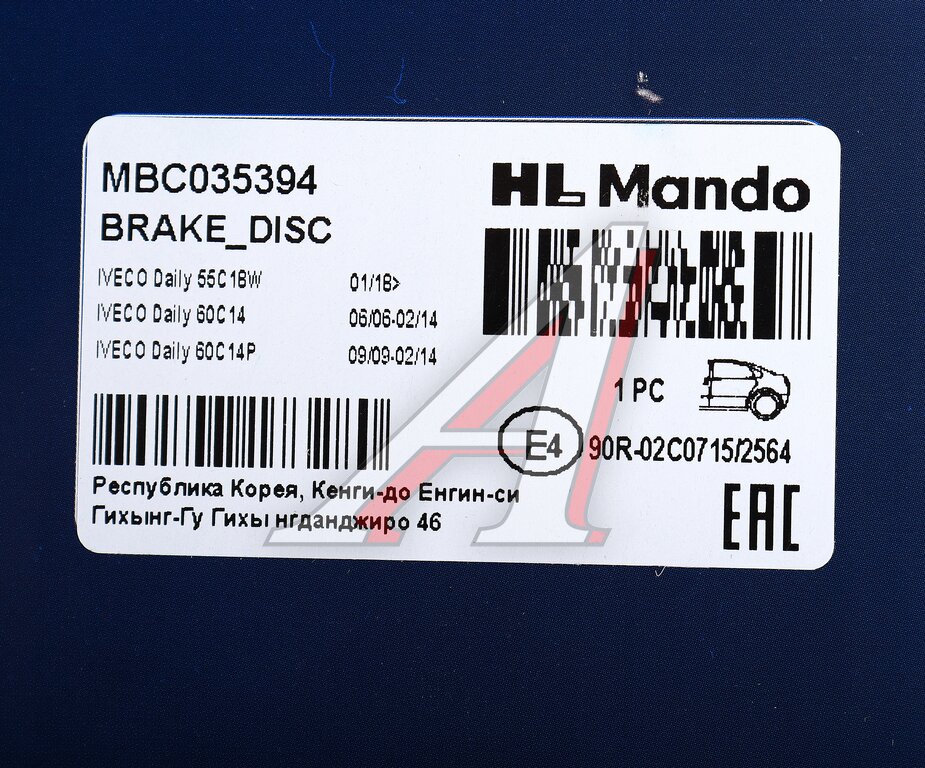 MBC035394
HL Mando
BRAKE_DISC
IVECO Daily 55C18W 01/18>
IVECO Daily 60C14 06/06-02/14
IVECO Daily 60C14P 09/09-02/14
1 PC
E4 90R-02C0715/2564
Республика Корея, Кенги-до Енгин-си
Гихынг-Гу Гихы нгданджиро 46
EAC